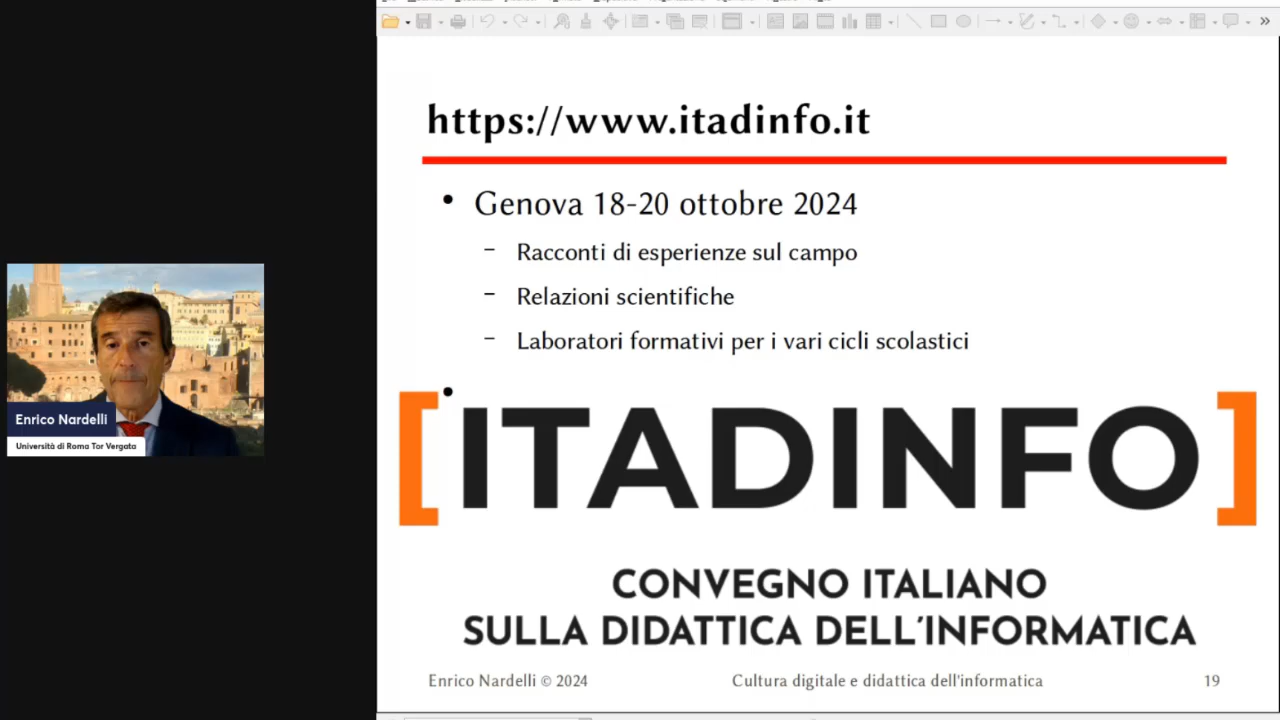 https://www.itadinfo.it
Genova 18-20 ottobre 2024
Racconti di esperienze sul campo
Relazioni scientifiche
Laboratori formativi per i vari cicli scolastici
[ITADINFO]
CONVEGNO ITALIANO
SULLA DIDATTICA DELL'INFORMATICA
Enrico Nardelli © 2024
Cultura digitale e didattica dell'informatica
19
Enrico Nardelli
Università di Roma Tor Vergata